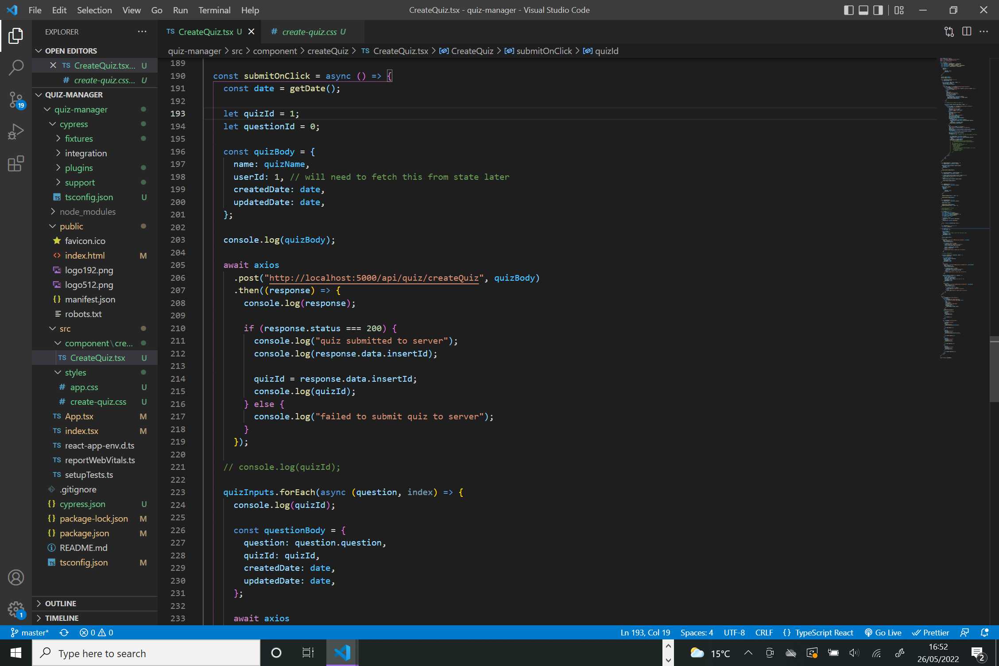 File Edit Selection View Go Run Terminal Help
CreateQuiz.tsx - quiz-manager - Visual Studio Code
EXPLORER
OPEN EDITORS
TS CreateQuiz.tsx... U
# create-quiz.css... U
QUIZ-MANAGER
quiz-manager
cypress
fixtures
integration
plugins
support
TS tsconfig.json U
node_modules
public
favicon.ico
<> index.html M
logo192.png
logo512.png
{} manifest.json
robots.txt
src
component\cre...
TS CreateQuiz.tsx U
styles
# app.css U
# create-quiz.css U
TS App.tsx M
TS index.tsx M
TS react-app-env.d.ts
TS reportWebVitals.ts
TS setupTests.ts
.gitignore
{} cypress.json U
{} package-lock.json M
{} package.json M
README.md
TS tsconfig.json M
OUTLINE
TIMELINE
19
1
TS CreateQuiz.tsx U
# create-quiz.css U
quiz-manager > src > component > createQuiz > TS CreateQuiz.tsx > CreateQuiz > submitOnClick > quizId
189
190 const submitOnClick = async () => {
191 const date = getDate();
192
193 let quizId = 1;
194 let questionId = 0;
195
196 const quizBody = {
197 name: quizName,
198 userId: 1, // will need to fetch this from state later
199 createdDate: date,
200 updatedDate: date,
201 };
202
203 console.log(quizBody);
204
205 await axios
206 .post("http://localhost:5000/api/quiz/createQuiz", quizBody)
207 .then((response) => {
208 console.log(response);
209
210 if (response.status === 200) {
211 console.log("quiz submitted to server");
212 console.log(response.data.insertId);
213
214 quizId = response.data.insertId;
215 console.log(quizId);
216 } else {
217 console.log("failed to submit quiz to server");
218 }
219 });
220
221 // console.log(quizId);
222
223 quizInputs.forEach(async (question, index) => {
224 console.log(quizId);
225
226 const questionBody = {
227 question: question.question,
228 quizId: quizId,
229 createdDate: date,
230 updatedDate: date,
231 };
232
233 await axios
master* 0 0
Ln 193, Col 19 Spaces: 4 UTF-8 CRLF {} TypeScript React Go Live Prettier
Type here to search
15°C
16:52
26/05/2022
2